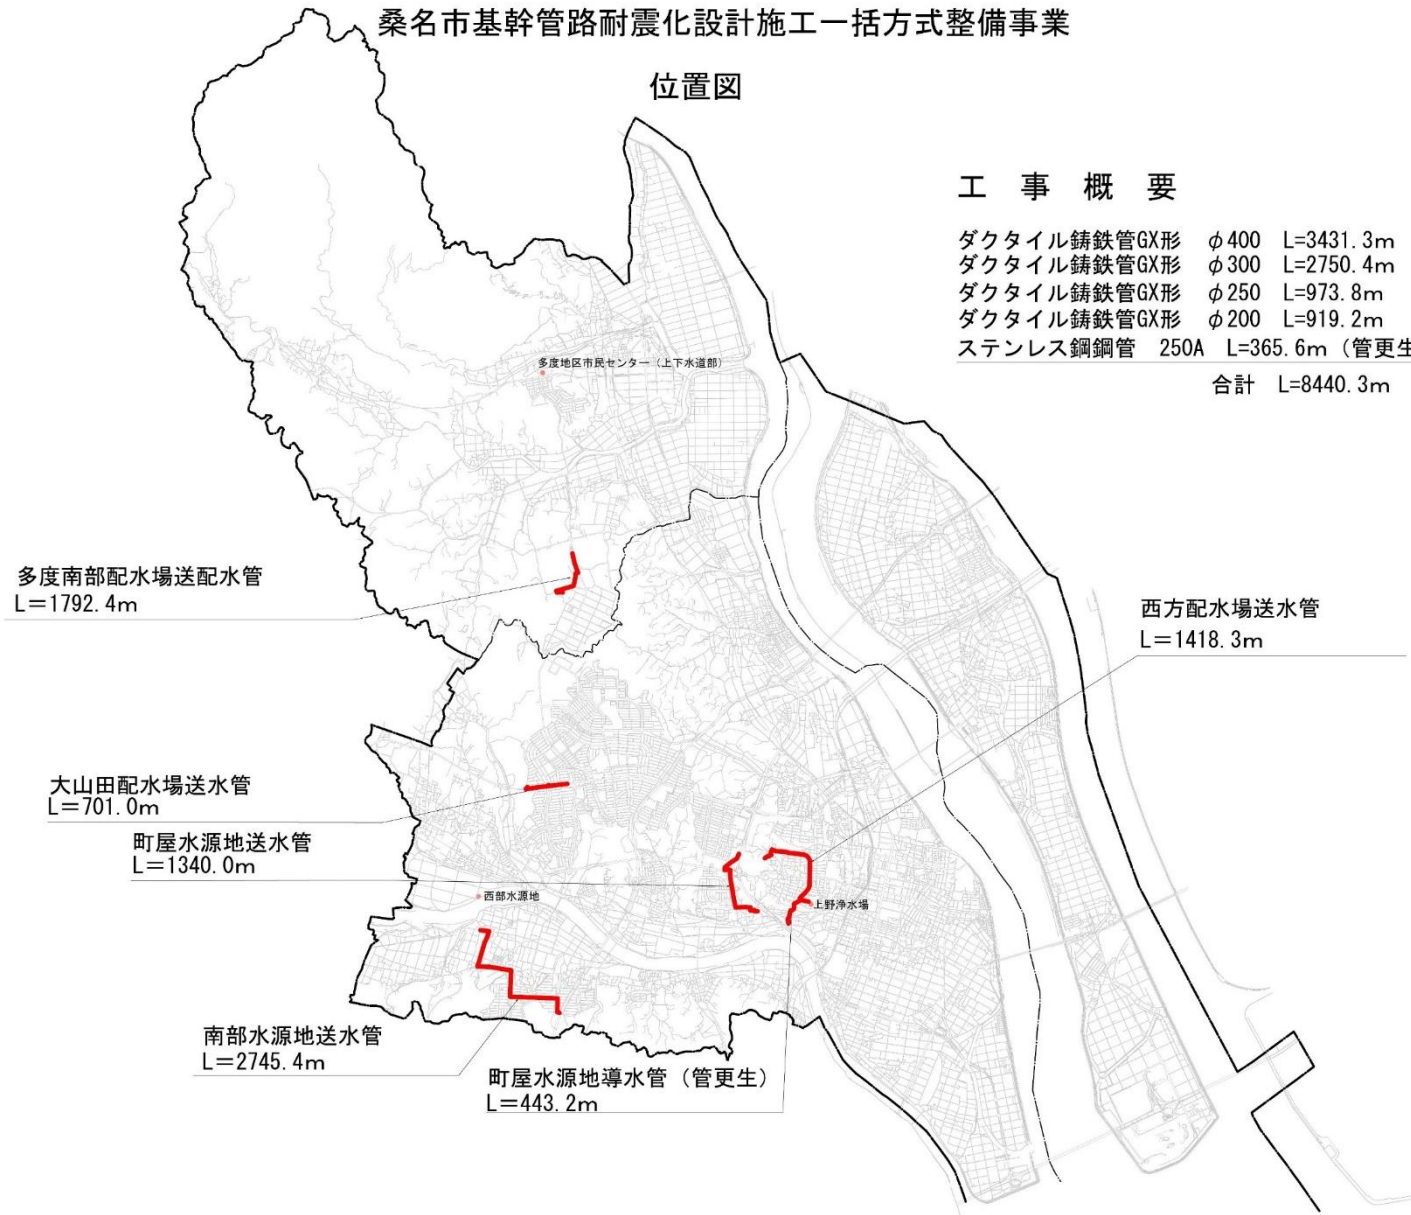 桑名市基幹管路耐震化設計施工一括方式整備事業
位置図
工事概要
ダクタイル鋳鉄管GX形 φ400 L=3431.3m
ダクタイル鋳鉄管GX形 φ300 L=2750.4m
ダクタイル鋳鉄管GX形 φ250 L=973.8m
ダクタイル鋳鉄管GX形 φ200 L=919.2m
ステンレス鋼鋼管 250A L=365.6m（管更生
合計 L=8440.3m
多度地区市民センター（上下水道部）
多度南部配水場送配水管
L=1792.4m
西方配水場送水管
L=1418.3m
大山田配水場送水管
L=701.0m
町屋水源地送水管
L=1340.0m
西部水源地
上野浄水場
南部水源地送水管
L=2745.4m
町屋水源地導水管（管更生）
L=443.2m